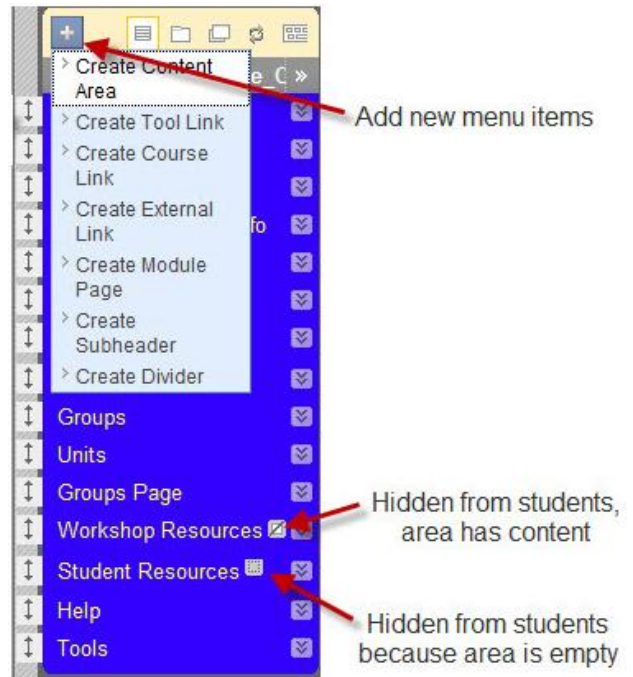 Create Content
Area
e_C
Add new menu items
Create Tool Link
Create Course
Link
Create External
Link
fo
Create Module
Page
Create
Subheader
Create Divider
Groups
Units
Groups Page
Workshop Resources
Hidden from students,
area has content
Student Resources
Help
Hidden from students
because area is empty
Tools